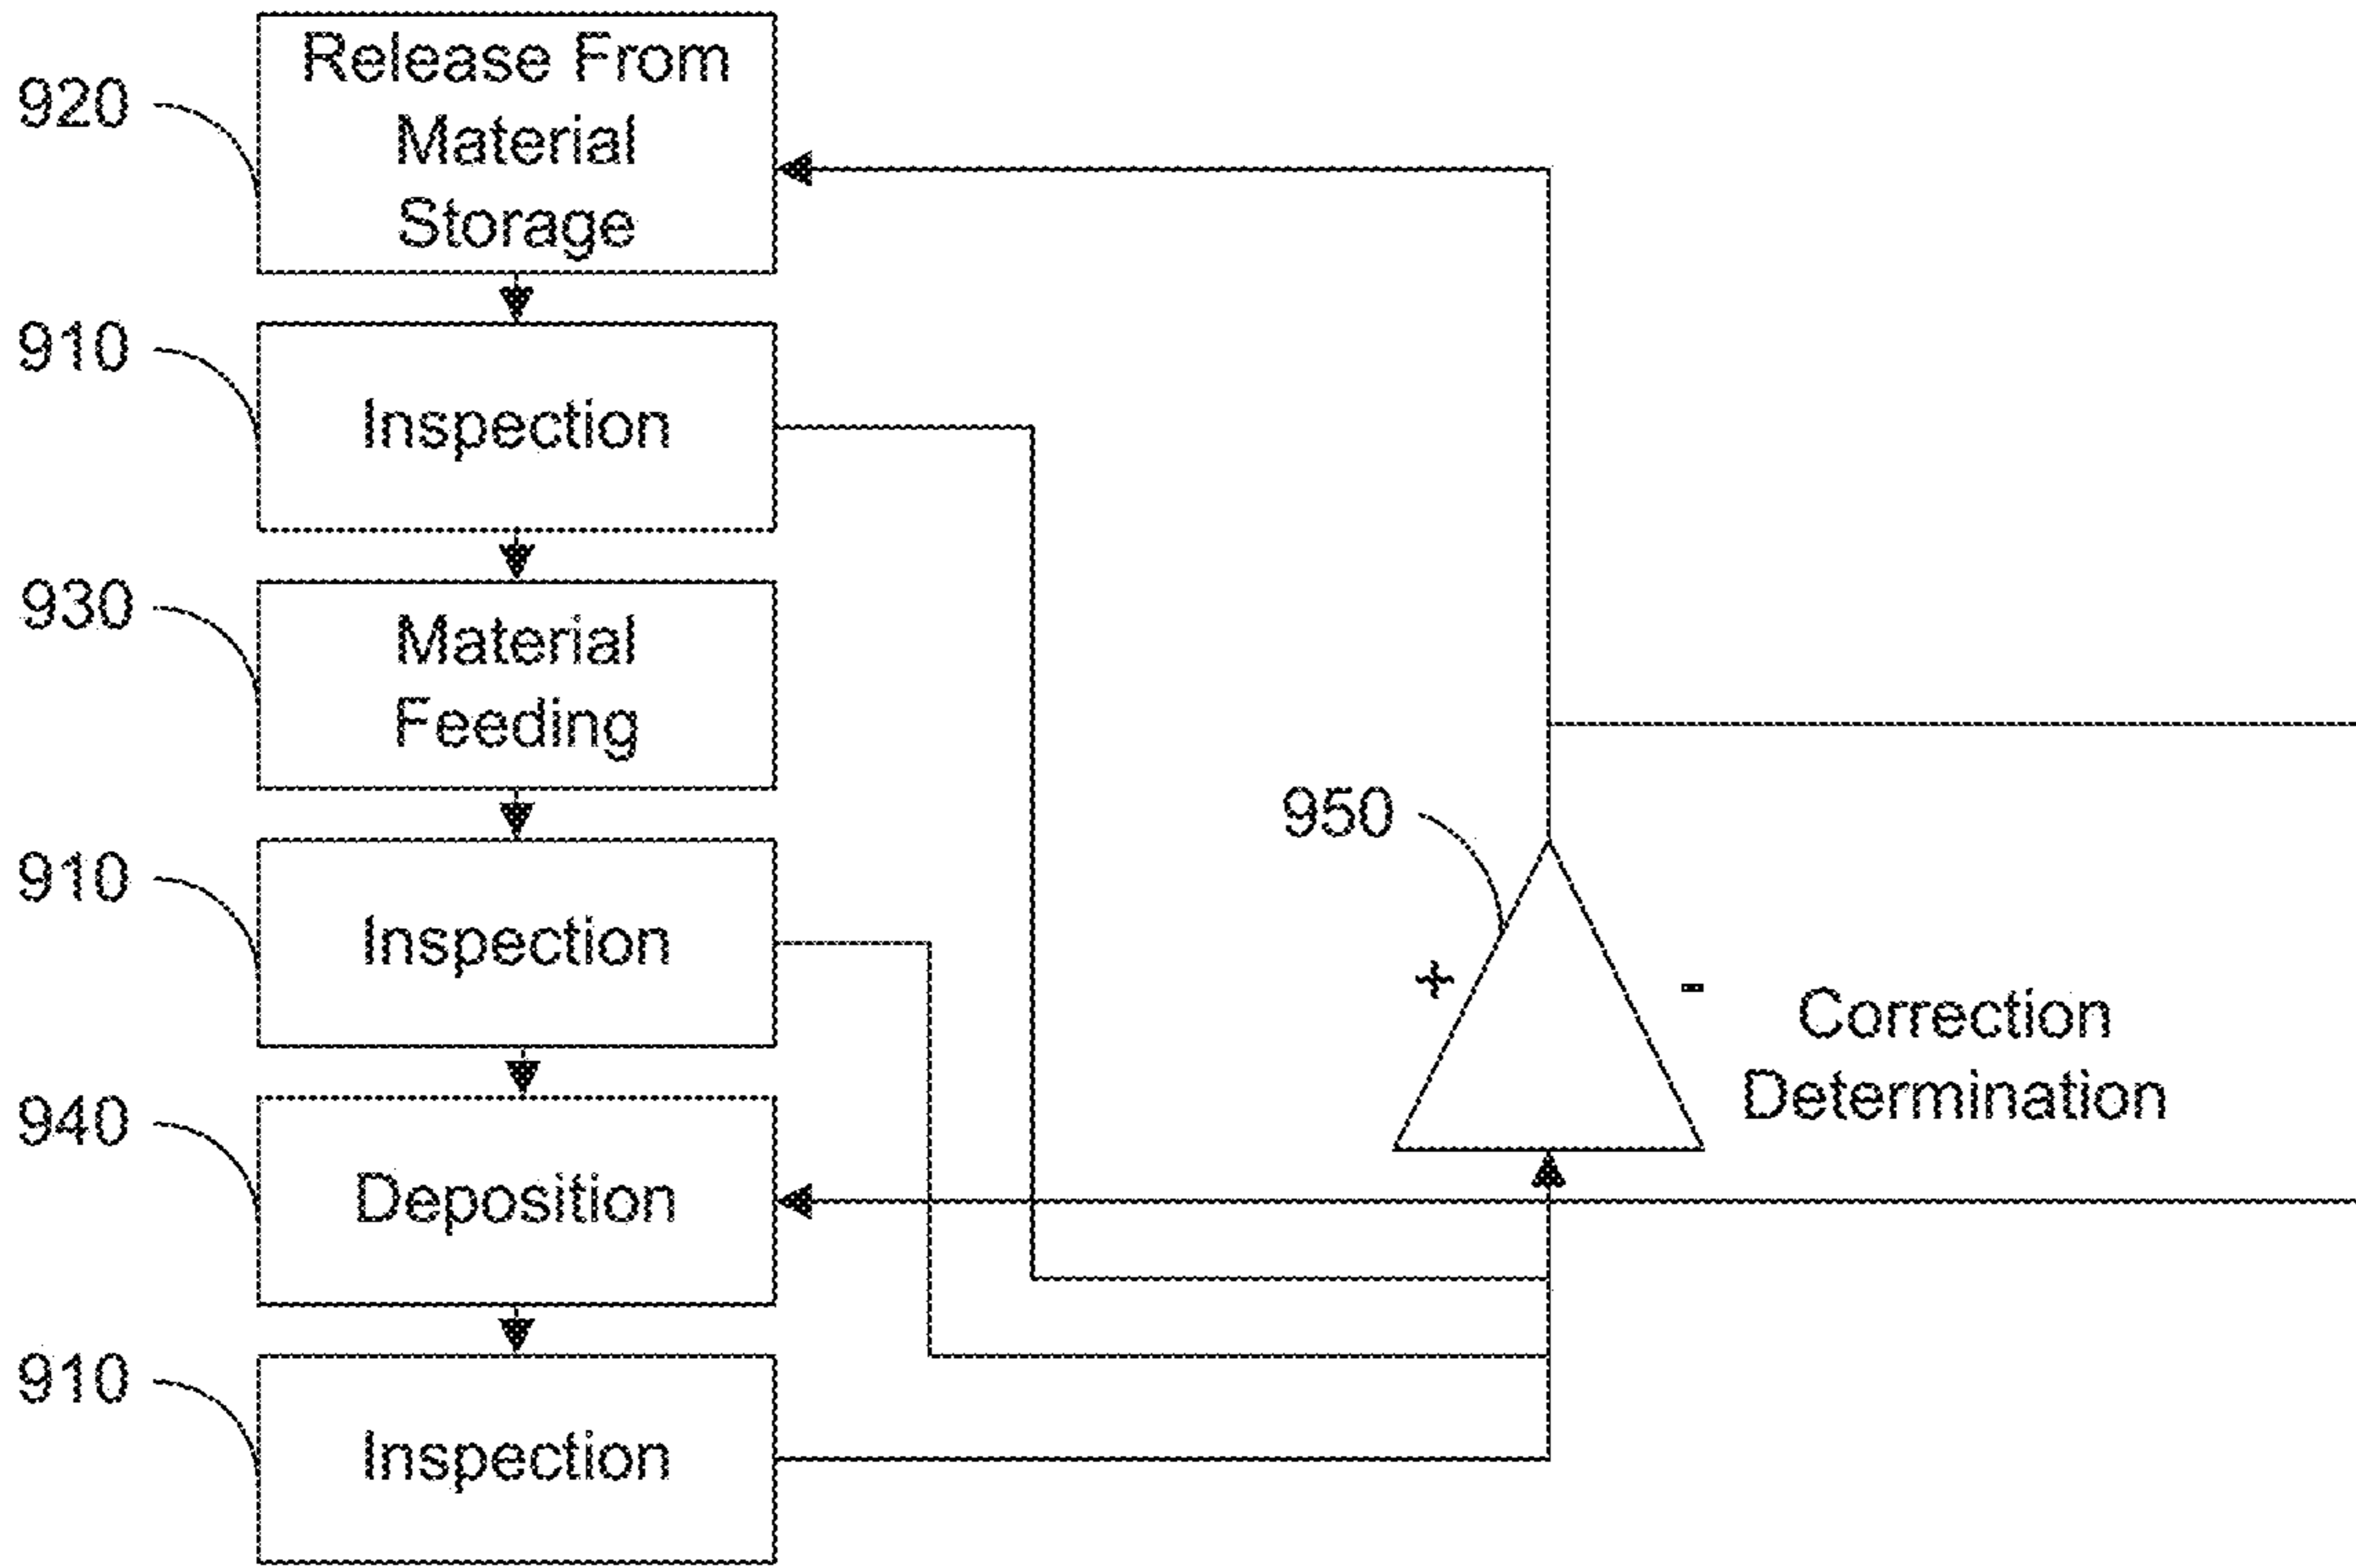 920
Release From
Material
Storage
910
Inspection
930
Material
Feeding
910
Inspection
950
+
-
Correction
Determination
940
Deposition
910
Inspection